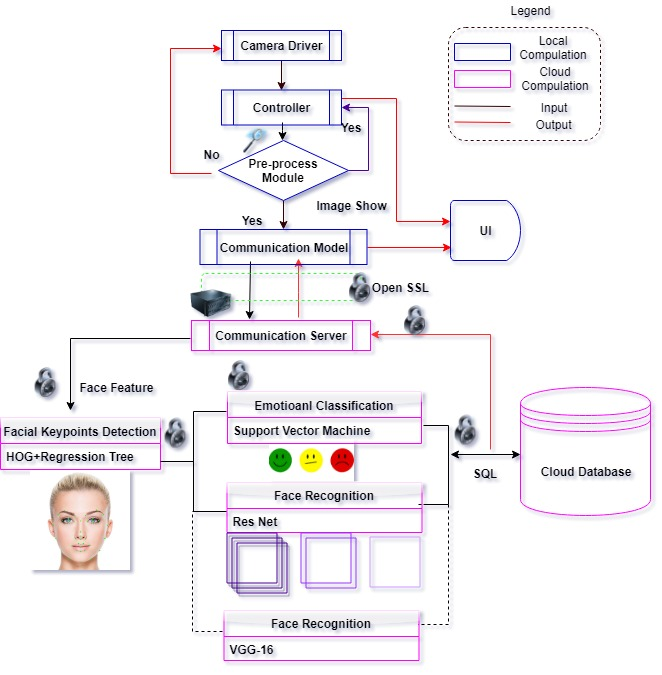 Legend
Camera Driver
Local
Compulation
Cloud
Compulation
Controller
Input
Output
Yes
No
Pre-process
Module
Image Show
Yes
UI
Communication Model
Open SSL
Communication Server
Face Feature
Emotioanl Classification
Facial Keypoints Detection
Support Vector Machine
HOG+Regression Tree
SQL
Cloud Database
Face Recognition
Res Net
Face Recognition
VGG-16